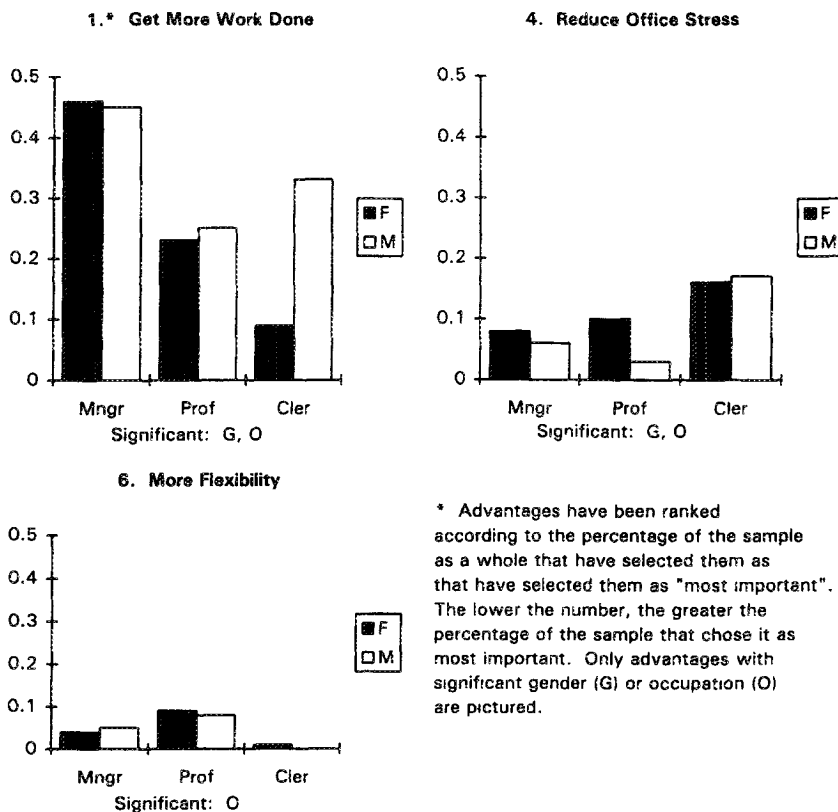 1.* Get More Work Done
0.5
0.4
0.3
0.2
0.1
0
F
M
Mngr Prof Cler
Significant: G, O
4. Reduce Office Stress
0.5
0.4
0.3
0.2
0.1
0
F
M
Mngr Prof Cler
Significant: G, O
6. More Flexibility
0.5
0.4
0.3
0.2
0.1
0
F
M
Mngr Prof Cler
Significant: O
* Advantages have been ranked
according to the percentage of the sample
as a whole that have selected them as
that have selected them as "most important".
The lower the number, the greater the
percentage of the sample that chose it as
most important. Only advantages with
significant gender (G) or occupation (O)
are pictured.